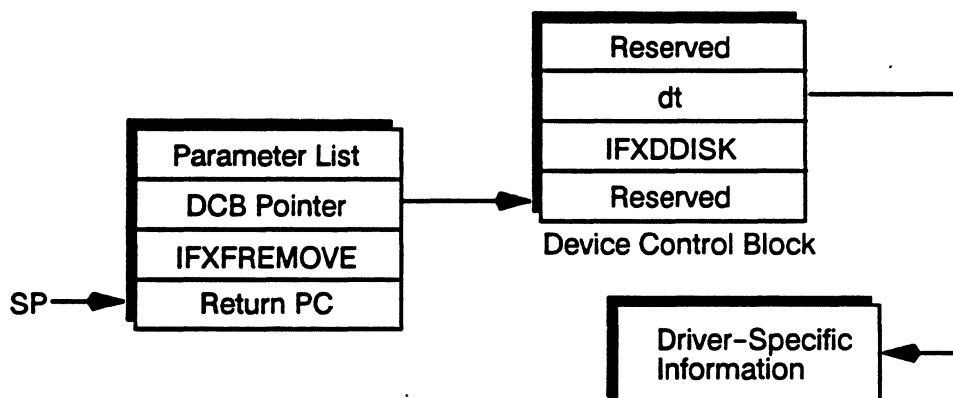 Reserved
dt
IFXDDISK
Reserved
Device Control Block
Parameter List
DCB Pointer
IFXFREMOVE
Return PC
SP
Driver-Specific
Information